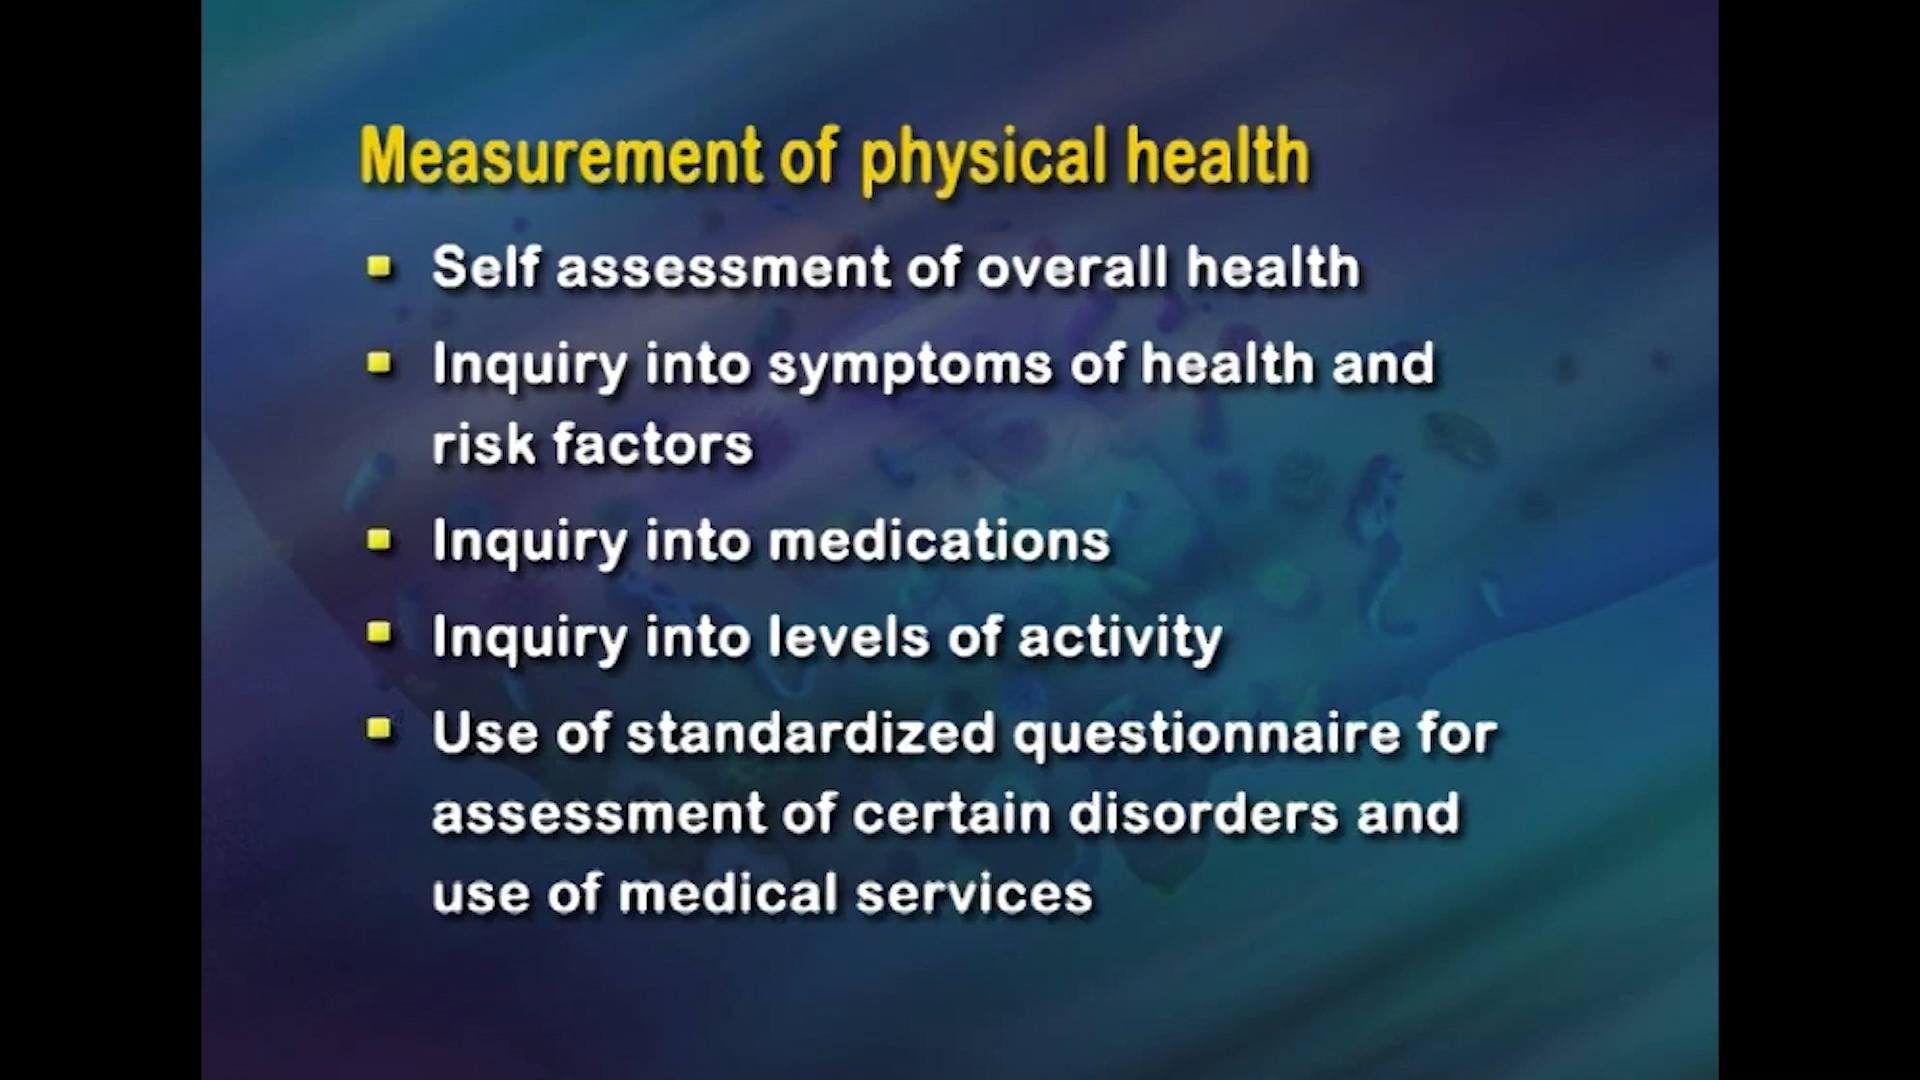 Measurement of physical health
Self assessment of overall health
Inquiry into symptoms of health and
risk factors
Inquiry into medications
Inquiry into levels of activity
Use of standardized questionnaire for
assessment of certain disorders and
use of medical services